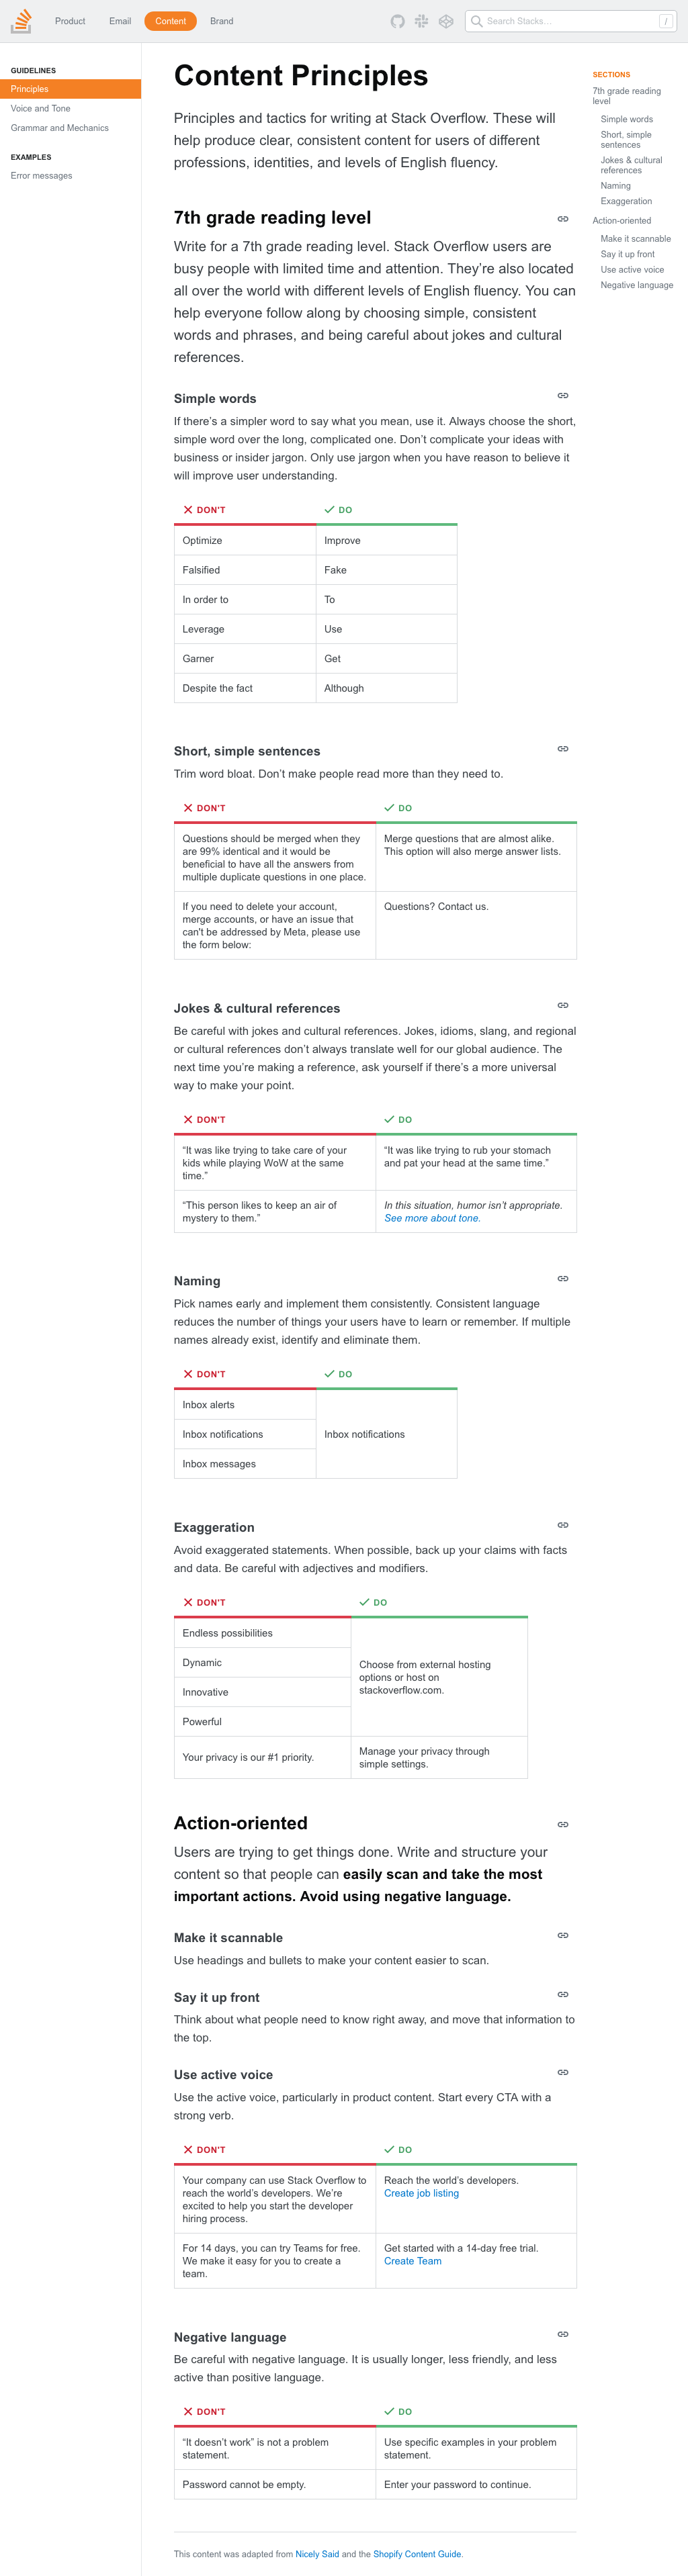 Product Email Content Brand Search Stacks… /
GUIDELINES
Principles
Voice and Tone
Grammar and Mechanics
EXAMPLES
Error messages
Content Principles
Principles and tactics for writing at Stack Overflow. These will
help produce clear, consistent content for users of different
professions, identities, and levels of English fluency.
7th grade reading level
Write for a 7th grade reading level. Stack Overflow users are
busy people with limited time and attention. They’re also located
all over the world with different levels of English fluency. You can
help everyone follow along by choosing simple, consistent
words and phrases, and being careful about jokes and cultural
references.
Simple words
If there’s a simpler word to say what you mean, use it. Always choose the short,
simple word over the long, complicated one. Don’t complicate your ideas with
business or insider jargon. Only use jargon when you have reason to believe it
will improve user understanding.
DON'T DO
Optimize Improve
Falsified Fake
In order to To
Leverage Use
Garner Get
Despite the fact Although
Short, simple sentences
Trim word bloat. Don’t make people read more than they need to.
DON'T DO
Questions should be merged when they
are 99% identical and it would be
beneficial to have all the answers from
multiple duplicate questions in one place.
Merge questions that are almost alike.
This option will also merge answer lists.
If you need to delete your account,
merge accounts, or have an issue that
can't be addressed by Meta, please use
the form below:
Questions? Contact us.
Jokes & cultural references
Be careful with jokes and cultural references. Jokes, idioms, slang, and regional
or cultural references don’t always translate well for our global audience. The
next time you’re making a reference, ask yourself if there’s a more universal
way to make your point.
DON'T DO
“It was like trying to take care of your
kids while playing WoW at the same
time.”
“It was like trying to rub your stomach
and pat your head at the same time.”
“This person likes to keep an air of
mystery to them.”
In this situation, humor isn’t appropriate.
See more about tone.
Naming
Pick names early and implement them consistently. Consistent language
reduces the number of things your users have to learn or remember. If multiple
names already exist, identify and eliminate them.
DON'T DO
Inbox alerts
Inbox notifications
Inbox messages
Inbox notifications
Exaggeration
Avoid exaggerated statements. When possible, back up your claims with facts
and data. Be careful with adjectives and modifiers.
DON'T DO
Endless possibilities
Dynamic
Innovative
Powerful
Choose from external hosting
options or host on
stackoverflow.com.
Your privacy is our #1 priority.
Manage your privacy through
simple settings.
Action-oriented
Users are trying to get things done. Write and structure your
content so that people can easily scan and take the most
important actions. Avoid using negative language.
Make it scannable
Use headings and bullets to make your content easier to scan.
Say it up front
Think about what people need to know right away, and move that information to
the top.
Use active voice
Use the active voice, particularly in product content. Start every CTA with a
strong verb.
DON'T DO
Your company can use Stack Overflow to
reach the world’s developers. We’re
excited to help you start the developer
hiring process.
Reach the world’s developers.
Create job listing
For 14 days, you can try Teams for free.
We make it easy for you to create a
team.
Get started with a 14-day free trial.
Create Team
Negative language
Be careful with negative language. It is usually longer, less friendly, and less
active than positive language.
DON'T DO
“It doesn’t work” is not a problem
statement.
Use specific examples in your problem
statement.
Password cannot be empty. Enter your password to continue.
This content was adapted from Nicely Said and the Shopify Content Guide.
SECTIONS
7th grade reading
level
Simple words
Short, simple
sentences
Jokes & cultural
references
Naming
Exaggeration
Action-oriented
Make it scannable
Say it up front
Use active voice
Negative language